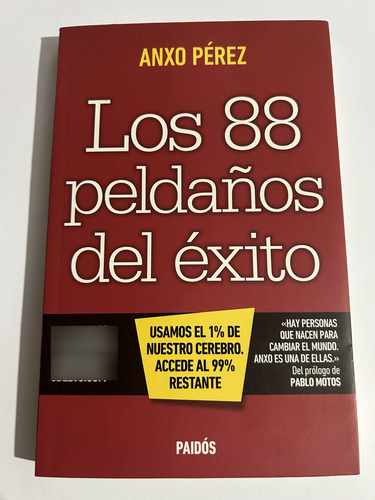 ANXO PÉREZ
Los 88
peldaños
del éxito
USAMOS EL 1% DE
NUESTRO CEREBRO.
ACCEDE AL 99%
RESTANTE
«HAY PERSONAS
QUE NACEN PARA
CAMBIAR EL MUNDO.
ANXO ES UNA DE ELLAS.»
Del prólogo de
PABLO MOTOS
PAIDÓS